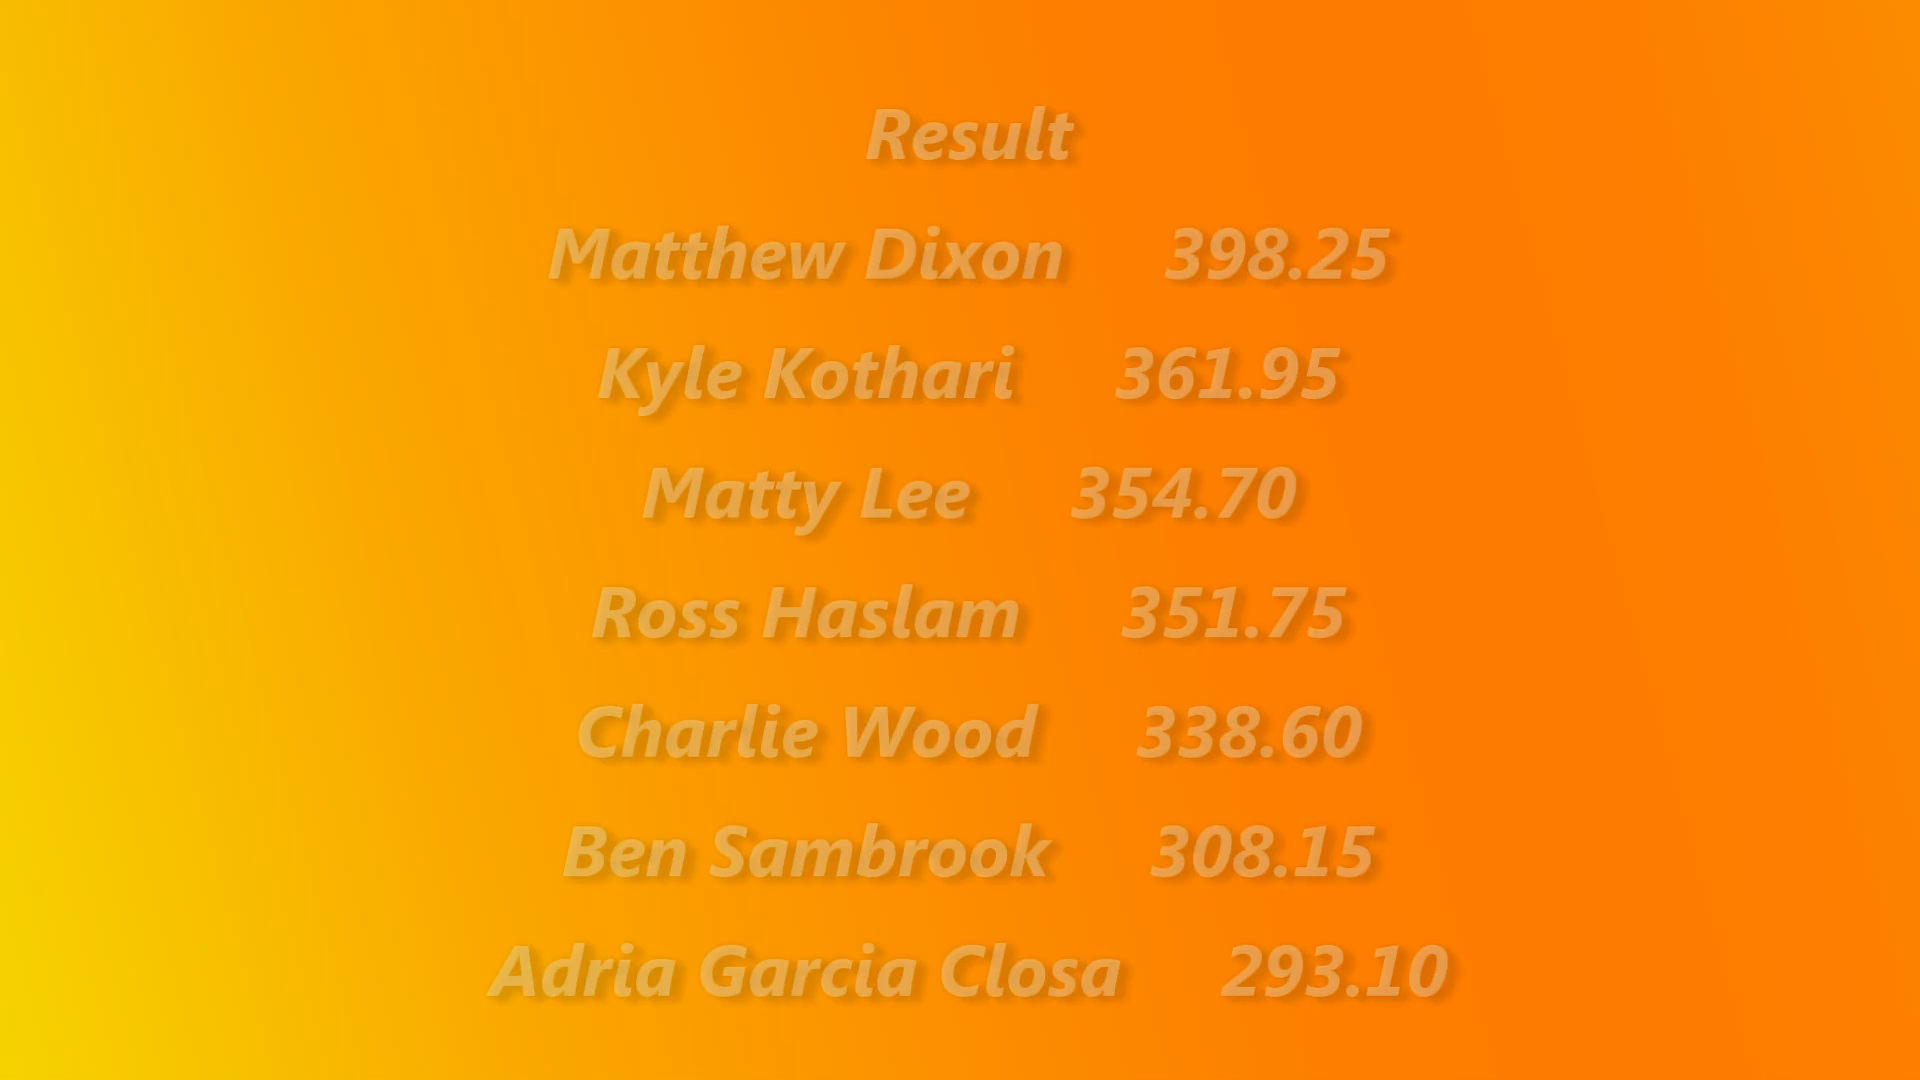 Result
Matthew Dixon 398.25
Kyle Kothari 361.95
Matty Lee 354.70
Ross Haslam 351.75
Charlie Wood 338.60
Ben Sambrook 308.15
Adria Garcia Closa 293.10